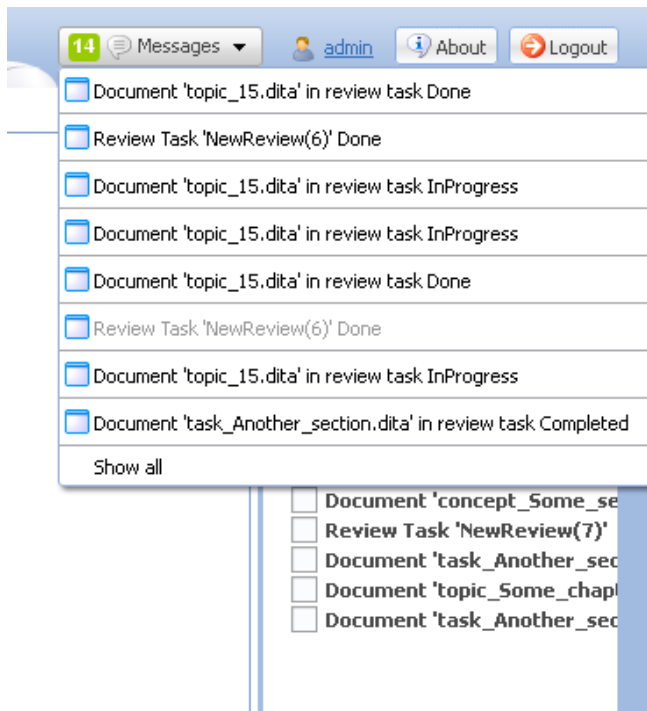 14 Messages admin About Logout
Document 'topic_15.dita' in review task Done
Review Task 'NewReview(6)' Done
Document 'topic_15.dita' in review task InProgress
Document 'topic_15.dita' in review task InProgress
Document 'topic_15.dita' in review task Done
Review Task 'NewReview(6)' Done
Document 'topic_15.dita' in review task InProgress
Document 'task_Another_section.dita' in review task Completed
Show all
Document 'concept_Some_se
Review Task 'NewReview(7)'
Document 'task_Another_sec
Document 'topic_Some_chapt
Document 'task_Another_sec